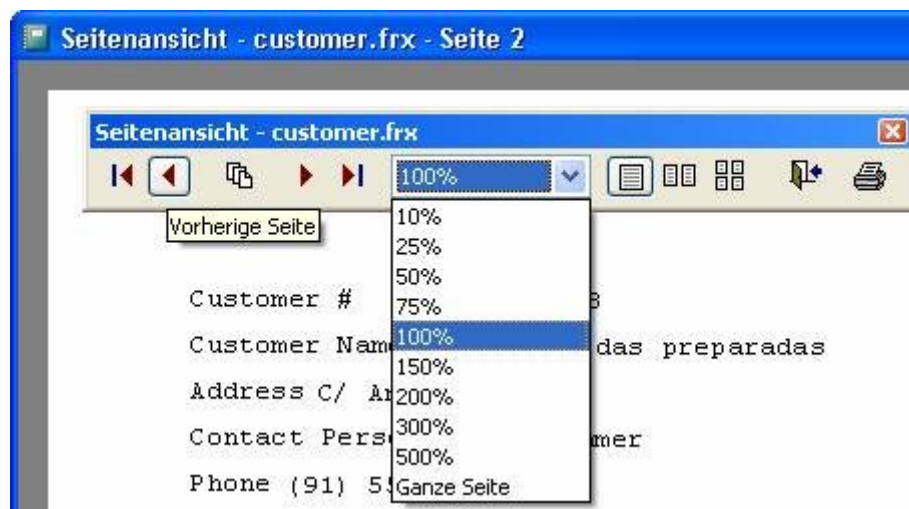 Seitenansicht - customer.frx - Seite 2
Seitenansicht - customer.frx
100%
Vorherige Seite
10%
25%
50%
75%
100%
150%
200%
300%
500%
Ganze Seite
Customer #
Customer Nam das preparadas
Address C/ A
Contact Pers mer
Phone (91) 5